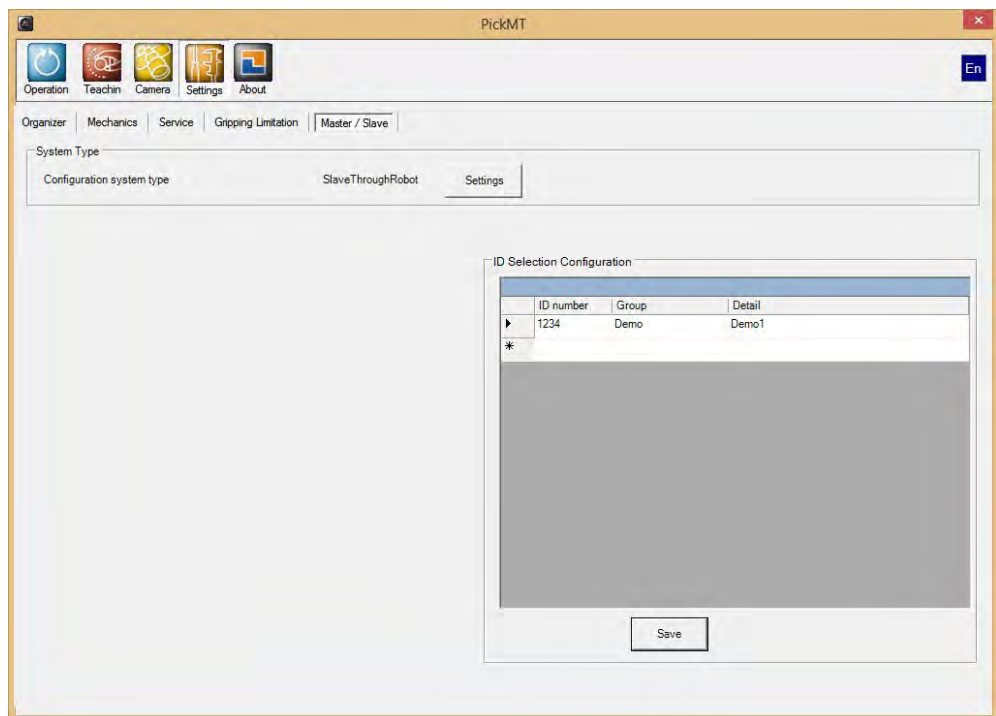 PickMT
En
Operation Teachin Camera Settings About
Organizer Mechanics Service Gripping Limitation Master / Slave
System Type
Configuration system type SlaveThroughRobot Settings
ID Selection Configuration
ID number Group Detail
1234 Demo Demo1
*
Save